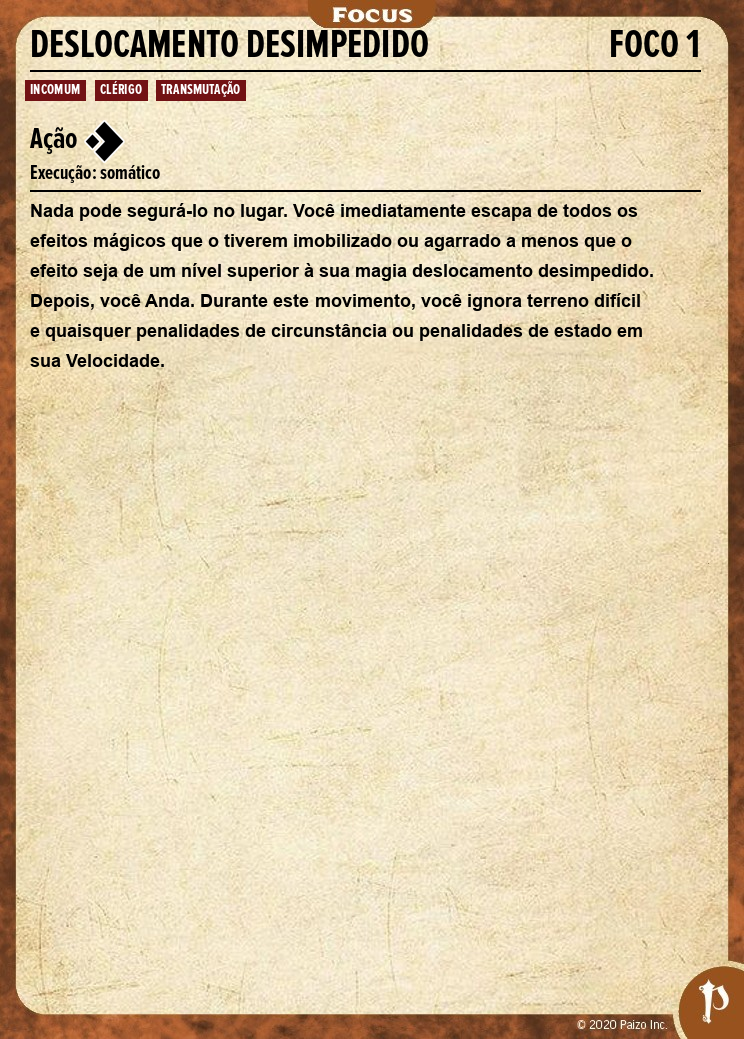 Focus
DESLOCAMENTO DESIMPEDIDO FOCO 1
INCOMUM CLÉRIGO TRANSMUTAÇÃO
Ação
Execução: somático
Nada pode segurá-lo no lugar. Você imediatamente escapa de todos os
efeitos mágicos que o tiverem imobilizado ou agarrado a menos que o
efeito seja de um nível superior à sua magia deslocamento desimpedido.
Depois, você Anda. Durante este movimento, você ignora terreno difícil
e quaisquer penalidades de circunstância ou penalidades de estado em
sua Velocidade.
© 2020 Paizo Inc.
P